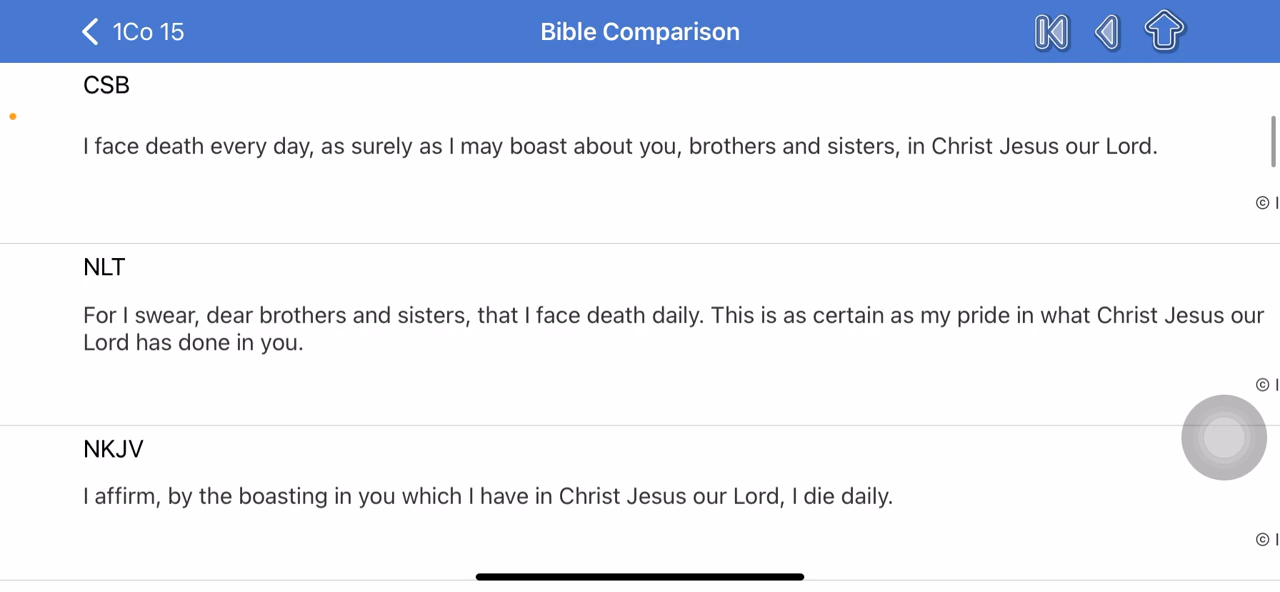 1Co 15
Bible Comparison
CSB
I face death every day, as surely as I may boast about you, brothers and sisters, in Christ Jesus our Lord.
©
NLT
For I swear, dear brothers and sisters, that I face death daily. This is as certain as my pride in what Christ Jesus our
Lord has done in you.
©
NKJV
I affirm, by the boasting in you which I have in Christ Jesus our Lord, I die daily.
©